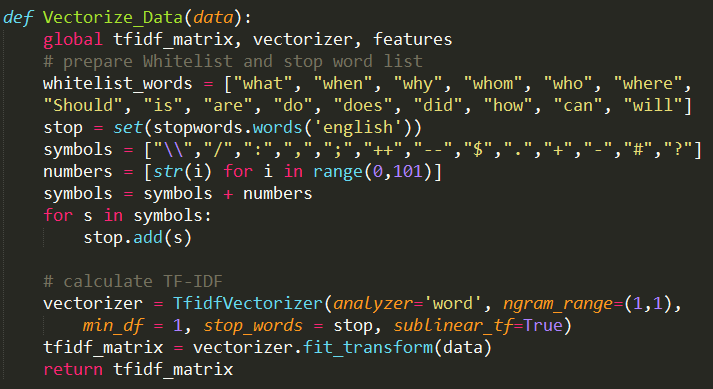 def Vectorize_Data(data):
    global tfidf_matrix, vectorizer, features
    # prepare Whitelist and stop word list
    whitelist_words = ["what", "when", "why", "whom", "who", "where",
    "Should", "is", "are", "do", "does", "did", "how", "can", "will"]
    stop = set(stopwords.words('english'))
    symbols = ["\\","/",":",",",";","++","--","$",".","+","-","#","?"]
    numbers = [str(i) for i in range(0,101)]
    symbols = symbols + numbers
    for s in symbols:
        stop.add(s)

    # calculate TF-IDF
    vectorizer = TfidfVectorizer(analyzer='word', ngram_range=(1,1),
        min_df = 1, stop_words = stop, sublinear_tf=True)
    tfidf_matrix = vectorizer.fit_transform(data)
    return tfidf_matrix